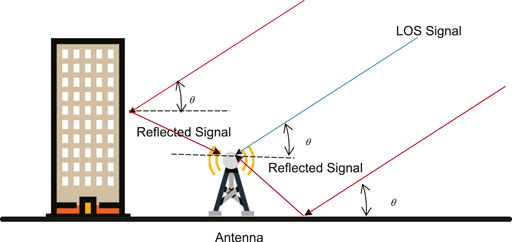 LOS Signal
θ
Reflected Signal
θ
Reflected Signal
θ
Antenna